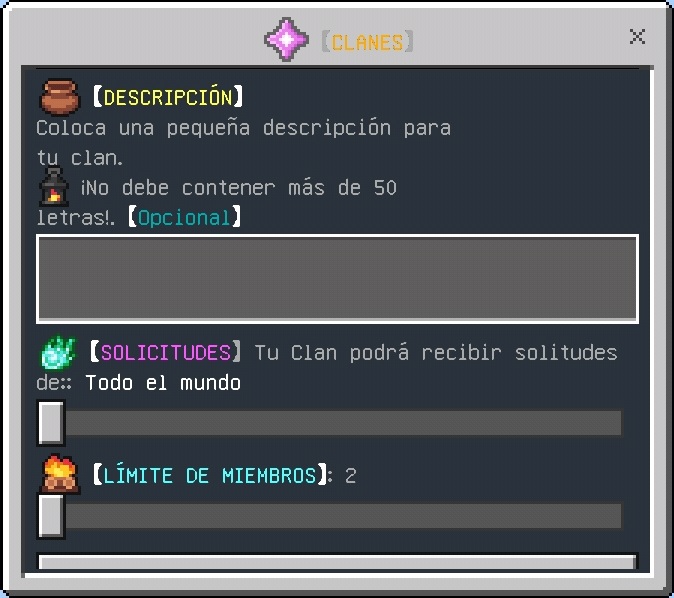 [CLANES]
【DESCRIPCIÓN】
Coloca una pequeña descripción para
tu clan.
¡No debe contener más de 50
letras!. 【Opcional】
【SOLICITUDES】 Tu Clan podrá recibir solitudes
de:: Todo el mundo
【LÍMITE DE MIEMBROS】: 2